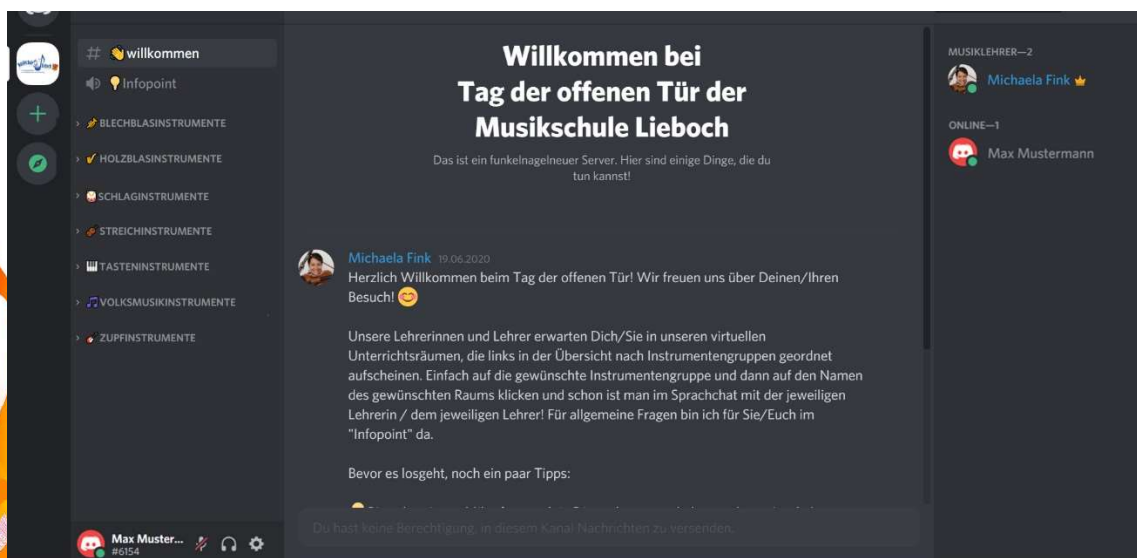 willkommen
Infopoint
BLECHBLASINSTRUMENTE
HOLZBLASINSTRUMENTE
SCHLAGINSTRUMENTE
STREICHINSTRUMENTE
TASTENINSTRUMENTE
VOLKSMUSIKINSTRUMENTE
ZUPFINSTRUMENTE
Max Muster...
#6154
Willkommen bei
Tag der offenen Tür der
Musikschule Lieboch
Das ist ein funkelnagelneuer Server. Hier sind einige Dinge, die du
tun kannst!
Michaela Fink 19.06.2020
Herzlich Willkommen beim Tag der offenen Tür! Wir freuen uns über Deinen/Ihren
Besuch!
Unsere Lehrerinnen und Lehrer erwarten Dich/Sie in unseren virtuellen
Unterrichtsräumen, die links in der Übersicht nach Instrumentengruppen geordnet
aufscheinen. Einfach auf die gewünschte Instrumentengruppe und dann auf den Namen
des gewünschten Raums klicken und schon ist man im Sprachchat mit der jeweiligen
Lehrerin / dem jeweiligen Lehrer! Für allgemeine Fragen bin ich für Sie/Euch im
"Infopoint" da.
Bevor es losgeht, noch ein paar Tipps:
Du hast keine Berechtigung, in diesem Kanal Nachrichten zu versenden.
MUSIKLEHRER—2
Michaela Fink
ONLINE—1
Max Mustermann